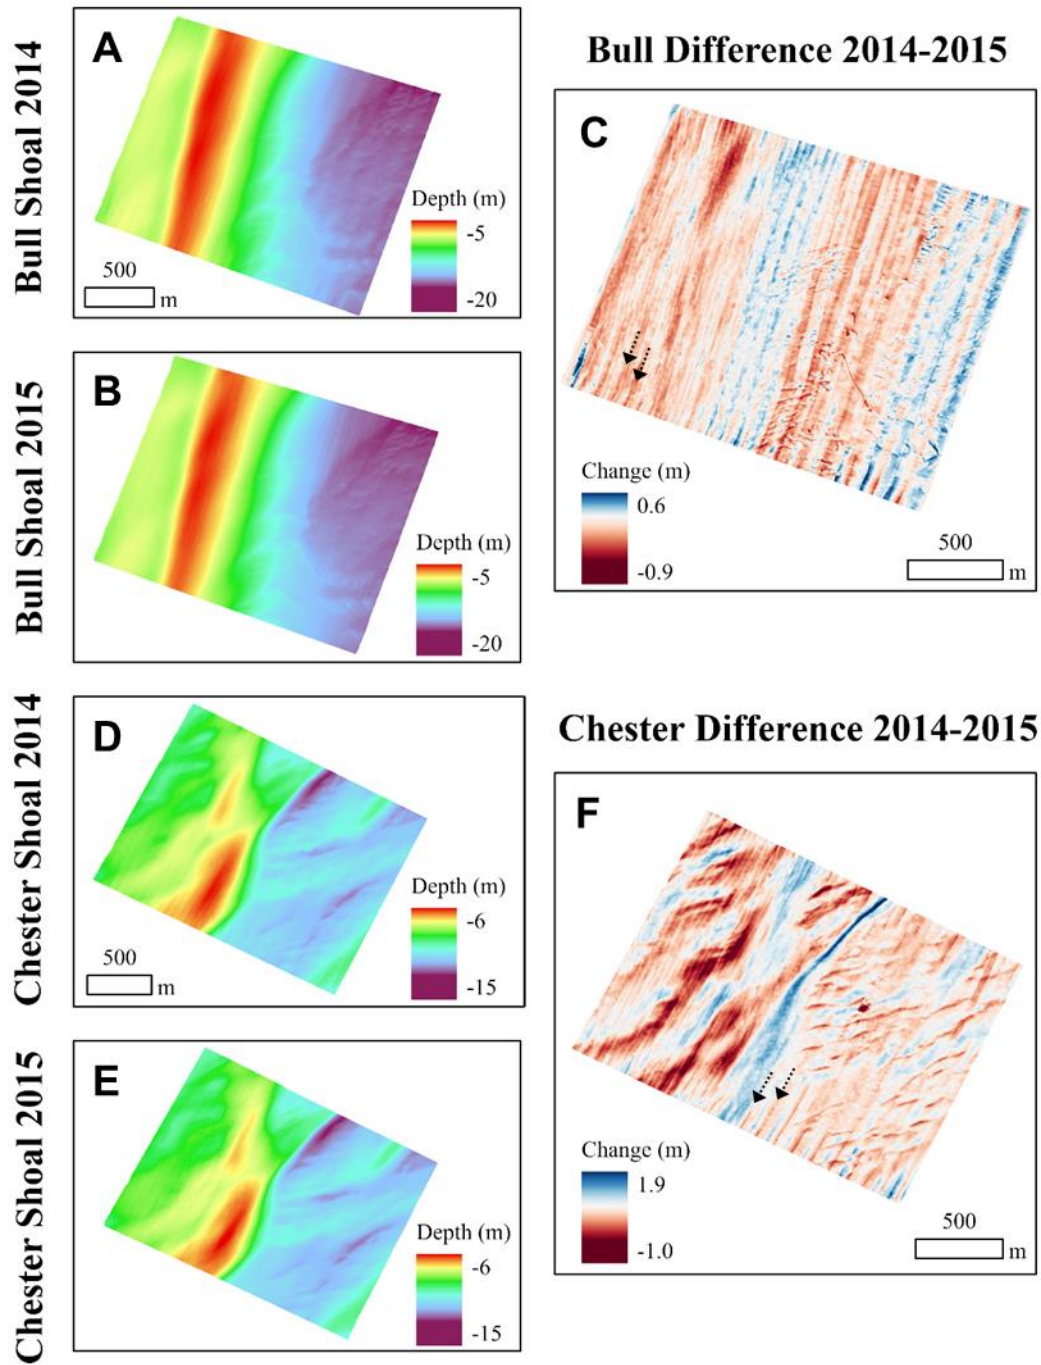 Bull Shoal 2014
A
Depth (m)
-5
-20
500
m
Bull Difference 2014-2015
C
Change (m)
0.6
-0.9
500
m
Bull Shoal 2015
B
Depth (m)
-5
-20
Chester Shoal 2014
D
Depth (m)
-6
-15
500
m
Chester Difference 2014-2015
F
Change (m)
1.9
-1.0
500
m
Chester Shoal 2015
E
Depth (m)
-6
-15